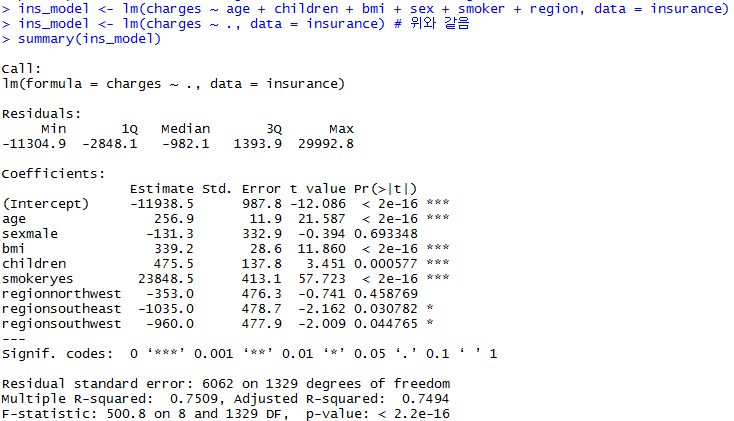 > ins_model <- lm(charges ~ age + children + bmi + sex + smoker + region, data = insurance)
> ins_model <- lm(charges ~ ., data = insurance) # 위와 같음
> summary(ins_model)

Call:
lm(formula = charges ~ ., data = insurance)

Residuals:
     Min       1Q   Median       3Q      Max
-11304.9  -2848.1   -982.1   1393.9  29992.8

Coefficients:
                Estimate Std. Error t value Pr(>|t|)
(Intercept)     -11938.5      987.8 -12.086  < 2e-16 ***
age                256.9       11.9  21.587  < 2e-16 ***
sexmale           -131.3      332.9  -0.394 0.693348
bmi                339.2       28.6  11.860  < 2e-16 ***
children           475.5      137.8   3.451 0.000577 ***
smokeryes        23848.5      413.1  57.723  < 2e-16 ***
regionnorthwest   -353.0      476.3  -0.741 0.458769
regionsoutheast  -1035.0      478.7  -2.162 0.030782 *
regionsouthwest   -960.0      477.9  -2.009 0.044765 *
---
Signif. codes:  0 ‘***’ 0.001 ‘**’ 0.01 ‘*’ 0.05 ‘.’ 0.1 ‘ ’ 1

Residual standard error: 6062 on 1329 degrees of freedom
Multiple R-squared:  0.7509, Adjusted R-squared:  0.7494
F-statistic: 500.8 on 8 and 1329 DF,  p-value: < 2.2e-16